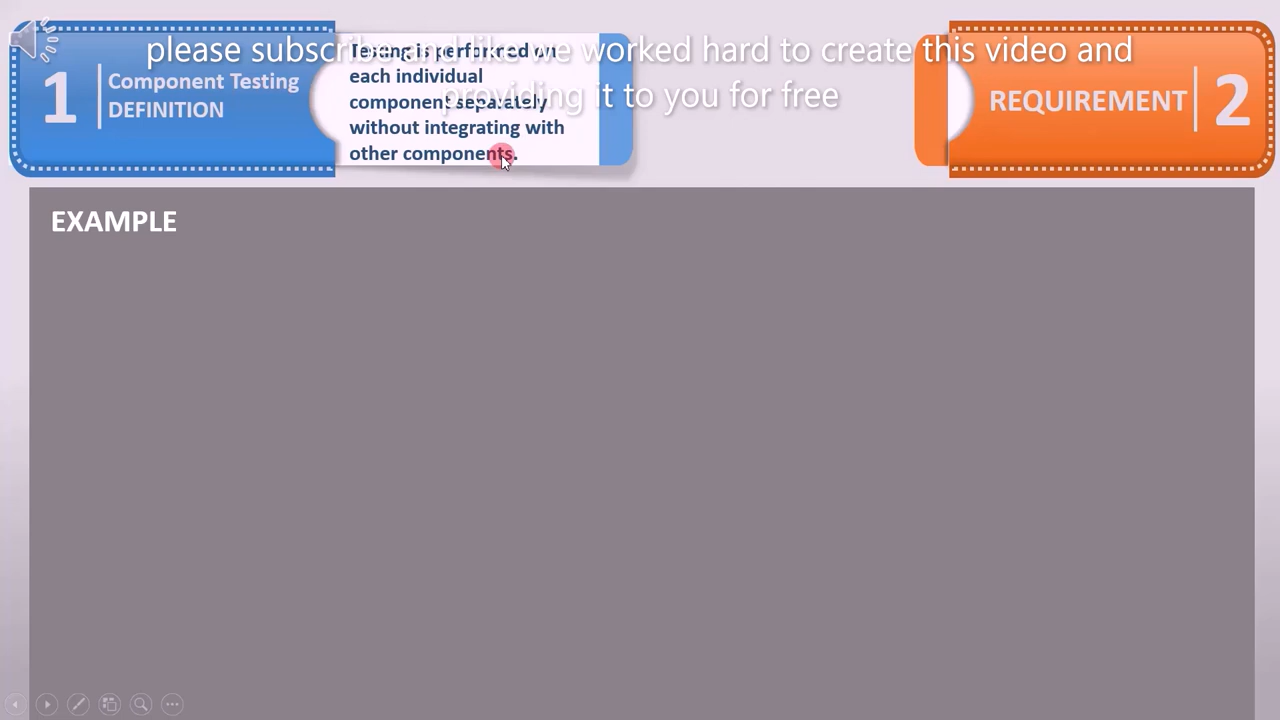 please subscribe and like we worked hard to create this video and
providing it to you for free
1
Component Testing
DEFINITION
Testing is performed on
each individual
component separately
without integrating with
other components.
REQUIREMENT
2
EXAMPLE